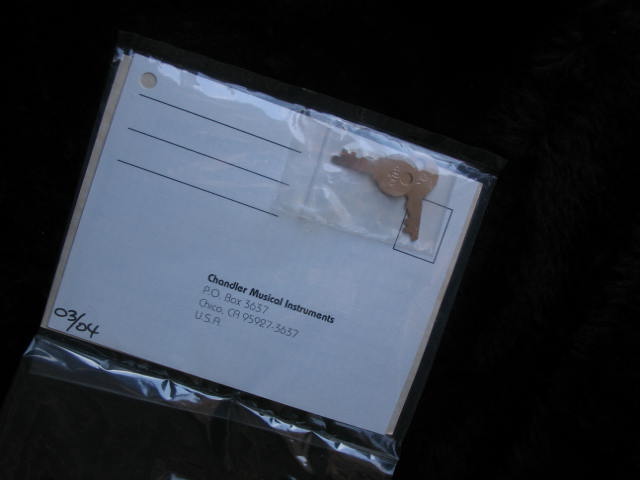 Chandler Musical Instruments
P.O. Box 3637
Chico, CA 95927-3637
U.S.A.
03/04